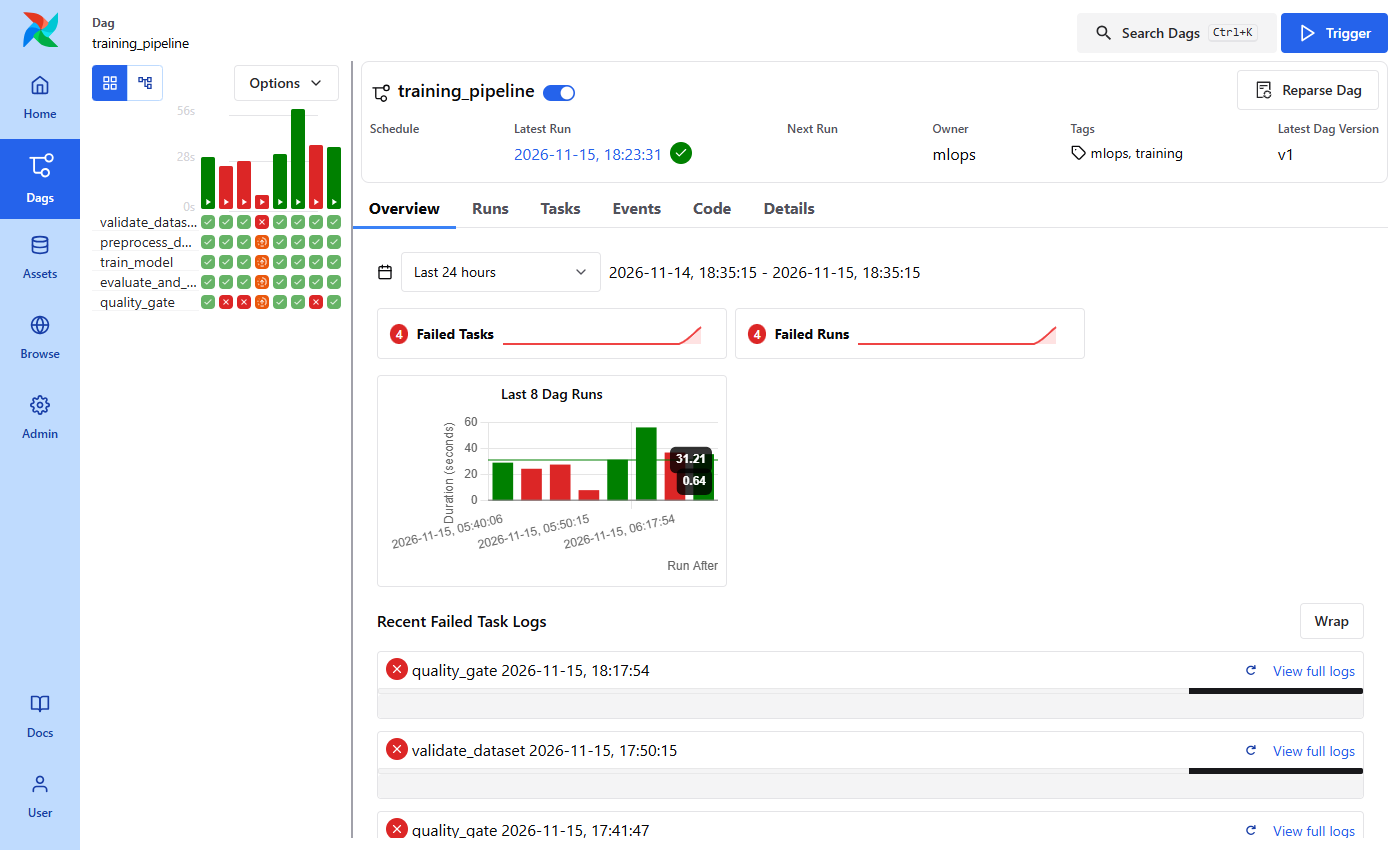 Dag
training_pipeline
Search Dags Ctrl+K
Trigger
Home
Dags
Assets
Browse
Admin
Docs
User
Options
56s
28s
0s
validate_datas...
preprocess_d...
train_model
evaluate_and_...
quality_gate
training_pipeline
Reparse Dag
Schedule
Latest Run
2026-11-15, 18:23:31
Next Run
Owner
mlops
Tags
mlops, training
Latest Dag Version
v1
Overview Runs Tasks Events Code Details
Last 24 hours
2026-11-14, 18:35:15 - 2026-11-15, 18:35:15
4 Failed Tasks
4 Failed Runs
Last 8 Dag Runs
Duration (seconds)
60
40
20
0
31.21
0.64
2026-11-15, 05:40:06
2026-11-15, 05:50:15
2026-11-15, 06:17:54
Run After
Recent Failed Task Logs
Wrap
quality_gate 2026-11-15, 18:17:54
View full logs
validate_dataset 2026-11-15, 17:50:15
View full logs
quality_gate 2026-11-15, 17:41:47
View full logs